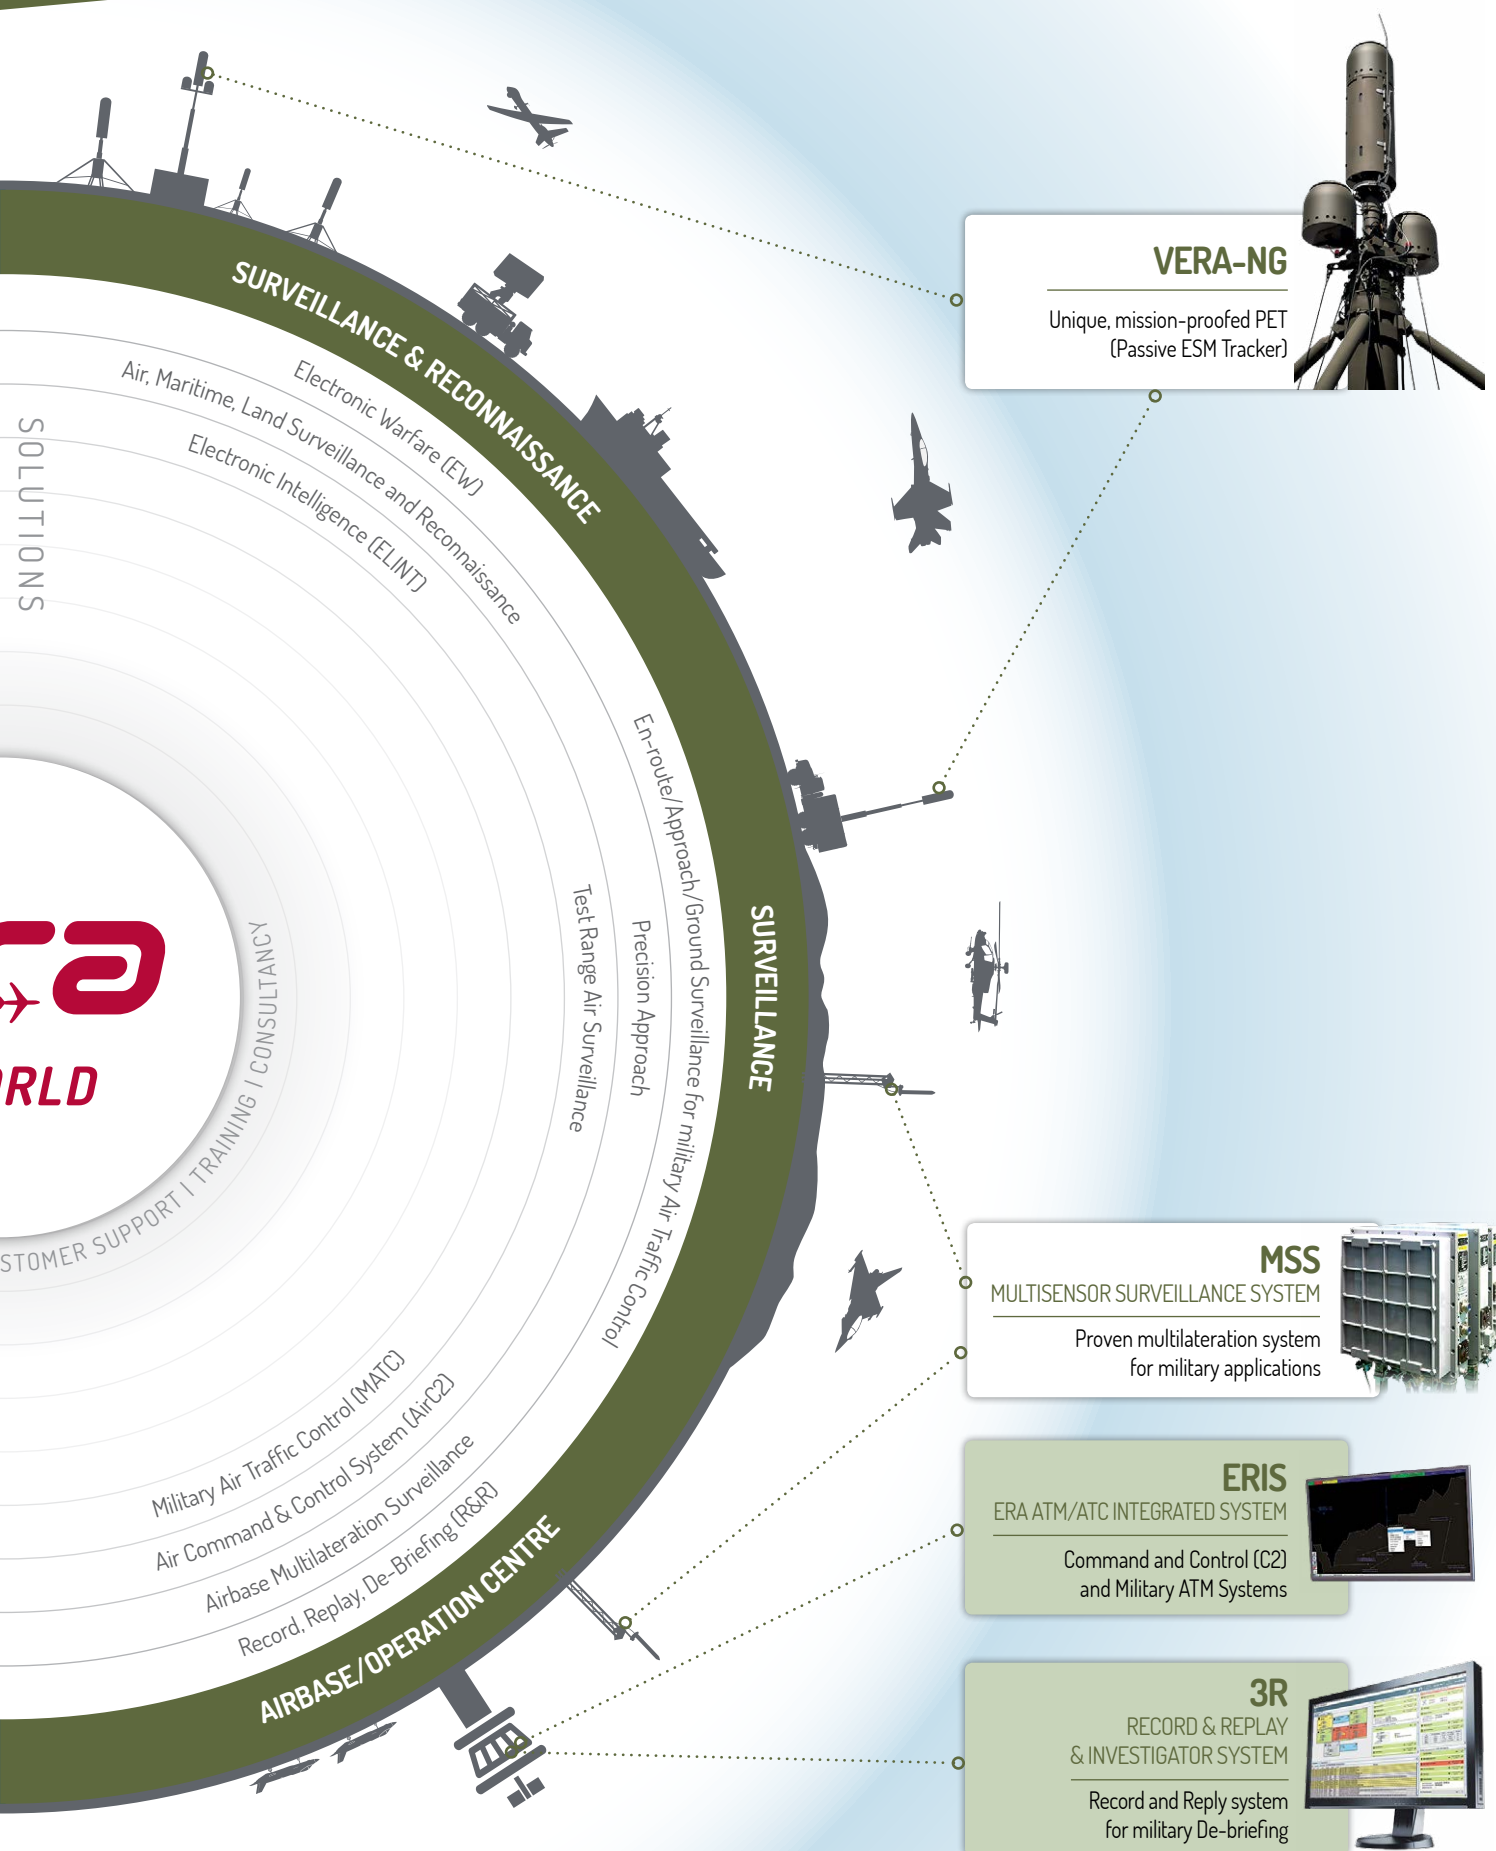 VERA-NG
Unique, mission-proofed PET
(Passive ESM Tracker)
SURVEILLANCE & RECONNAISSANCE
Electronic Warfare (EW)
Air, Maritime, Land Surveillance and Reconnaissance
Electronic Intelligence (ELINT)
SOLUTIONS
SURVEILLANCE
En-route/Approach/Ground Surveillance for military Air Traffic Control
Precision Approach
Test Range Air Surveillance
ra
ORLD
STOMER SUPPORT I TRAINING I CONSULTANCY
MSS
MULTISENSOR SURVEILLANCE SYSTEM
Proven multilateration system
for military applications
Military Air Traffic Control (MATC)
Air Command & Control System (AirC2)
Airbase Multilateration Surveillance
Record, Replay, De-Briefing (R&R)
AIRBASE/OPERATION CENTRE
ERIS
ERA ATM/ATC INTEGRATED SYSTEM
Command and Control (C2)
and Military ATM Systems
3R
RECORD & REPLAY
& INVESTIGATOR SYSTEM
Record and Reply system
for military De-briefing